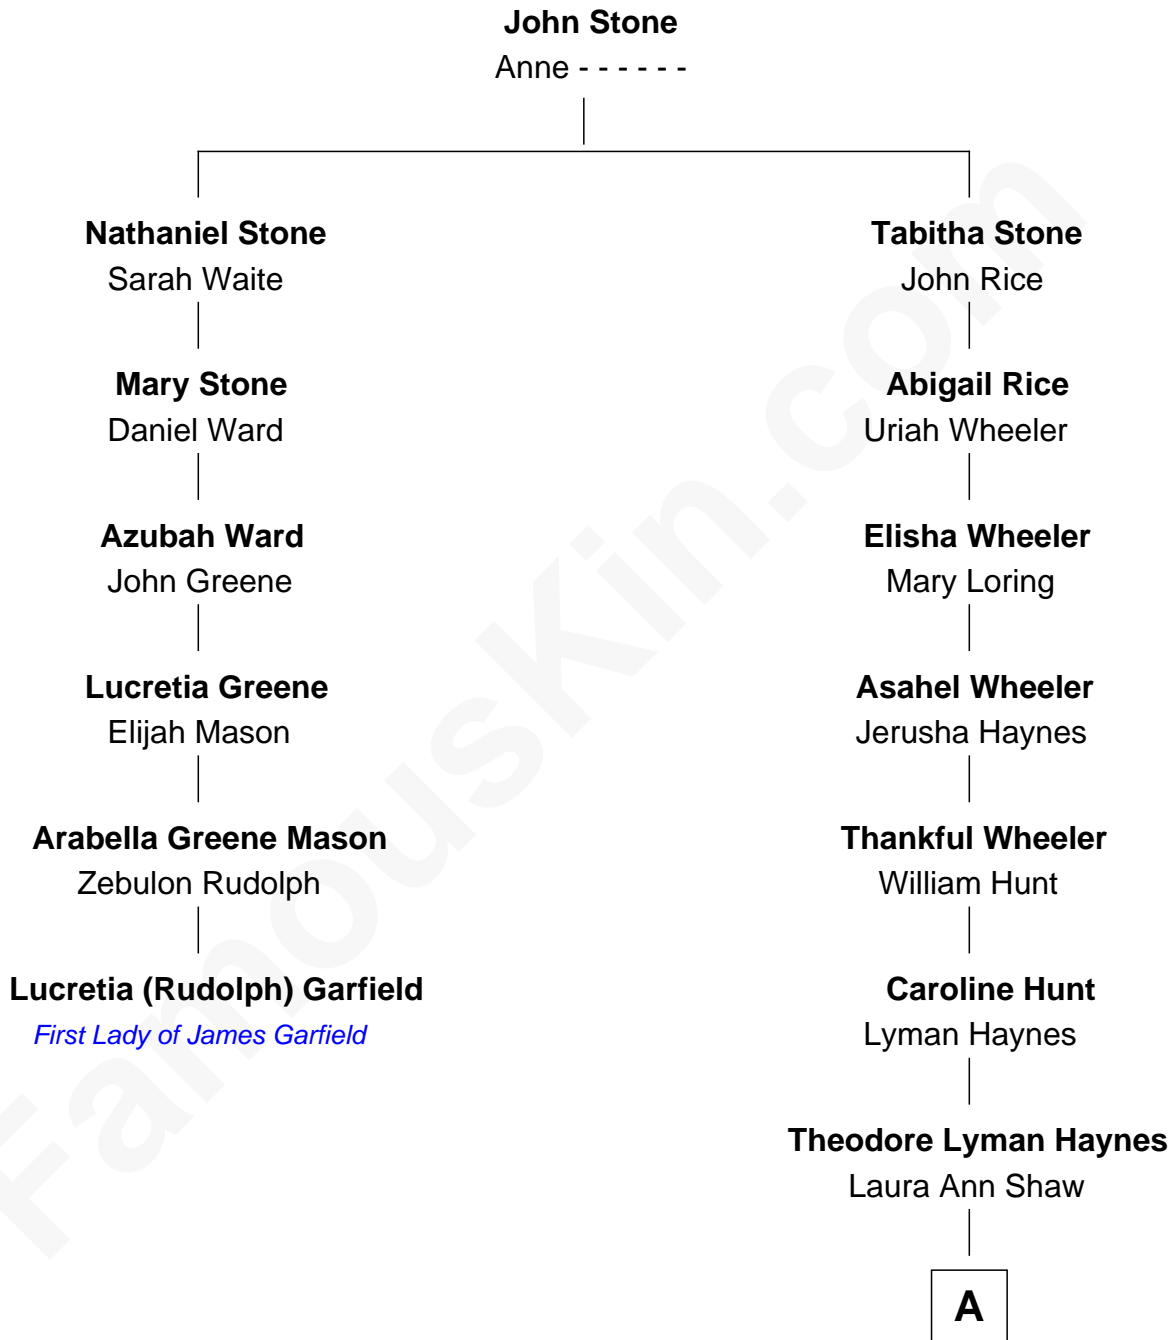 John Stone
Anne - - - - - -
Nathaniel Stone
Sarah Waite
Mary Stone
Daniel Ward
Azubah Ward
John Greene
Lucretia Greene
Elijah Mason
Arabella Greene Mason
Zebulon Rudolph
Lucretia (Rudolph) Garfield
First Lady of James Garfield
Tabitha Stone
John Rice
Abigail Rice
Uriah Wheeler
Elisha Wheeler
Mary Loring
Asahel Wheeler
Jerusha Haynes
Thankful Wheeler
William Hunt
Caroline Hunt
Lyman Haynes
Theodore Lyman Haynes
Laura Ann Shaw
A
FamousKin.com